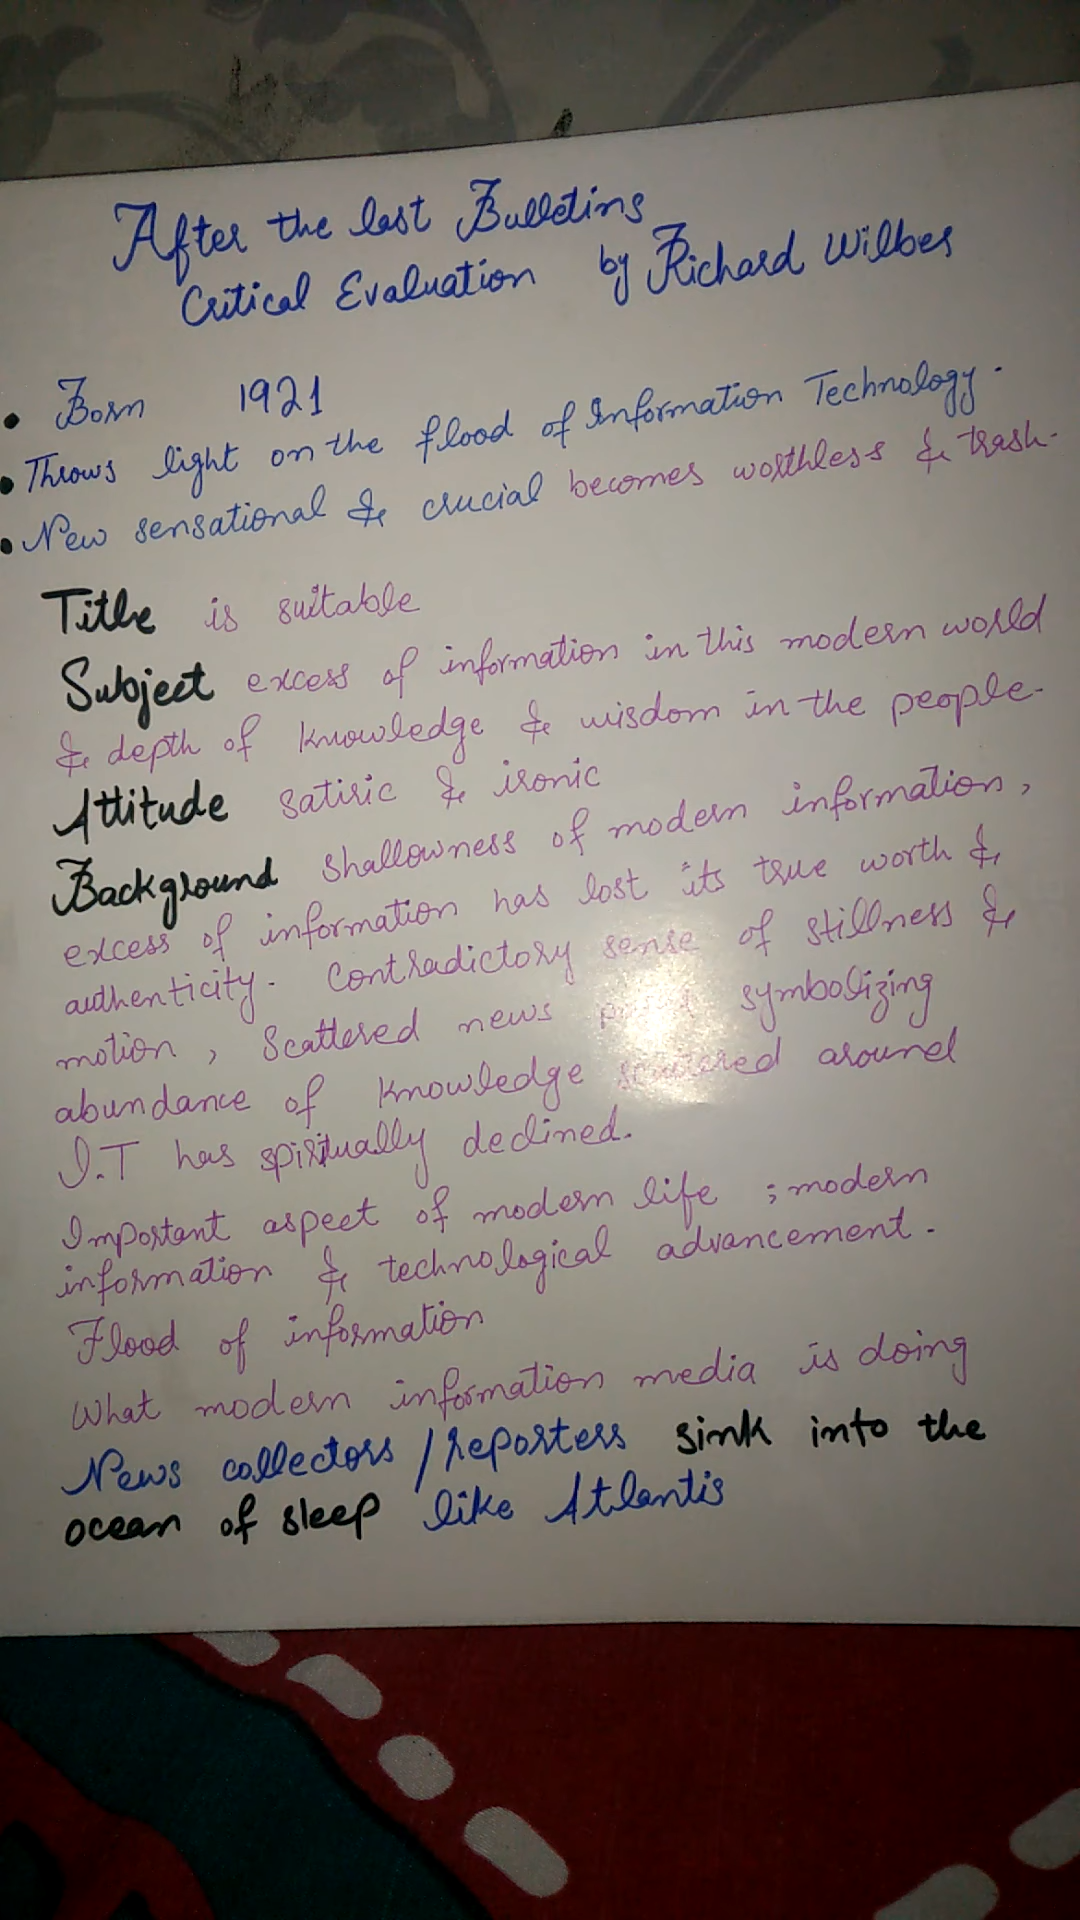 After the last Bulletins
Critical Evaluation by Richard Wilber
• Born 1921
• Throws light on the flood of Information Technology.
• New sensational & crucial becomes worthless & trash.
Title is suitable
Subject excess of information in this modern world
& depth of knowledge & wisdom in the people.
Attitude satiric & ironic
Background Shallowness of modern information,
excess of information has lost its true worth &
authenticity. Contradictory sense of stillness &
motion, Scattered news symbolizing
abundance of knowledge scattered around
I.T has spiritually declined.
Important aspect of modern life ; modern
information & technological advancement.
Flood of information
What modern information media is doing
News collectors / reporters sink into the
ocean of sleep like Atlantis